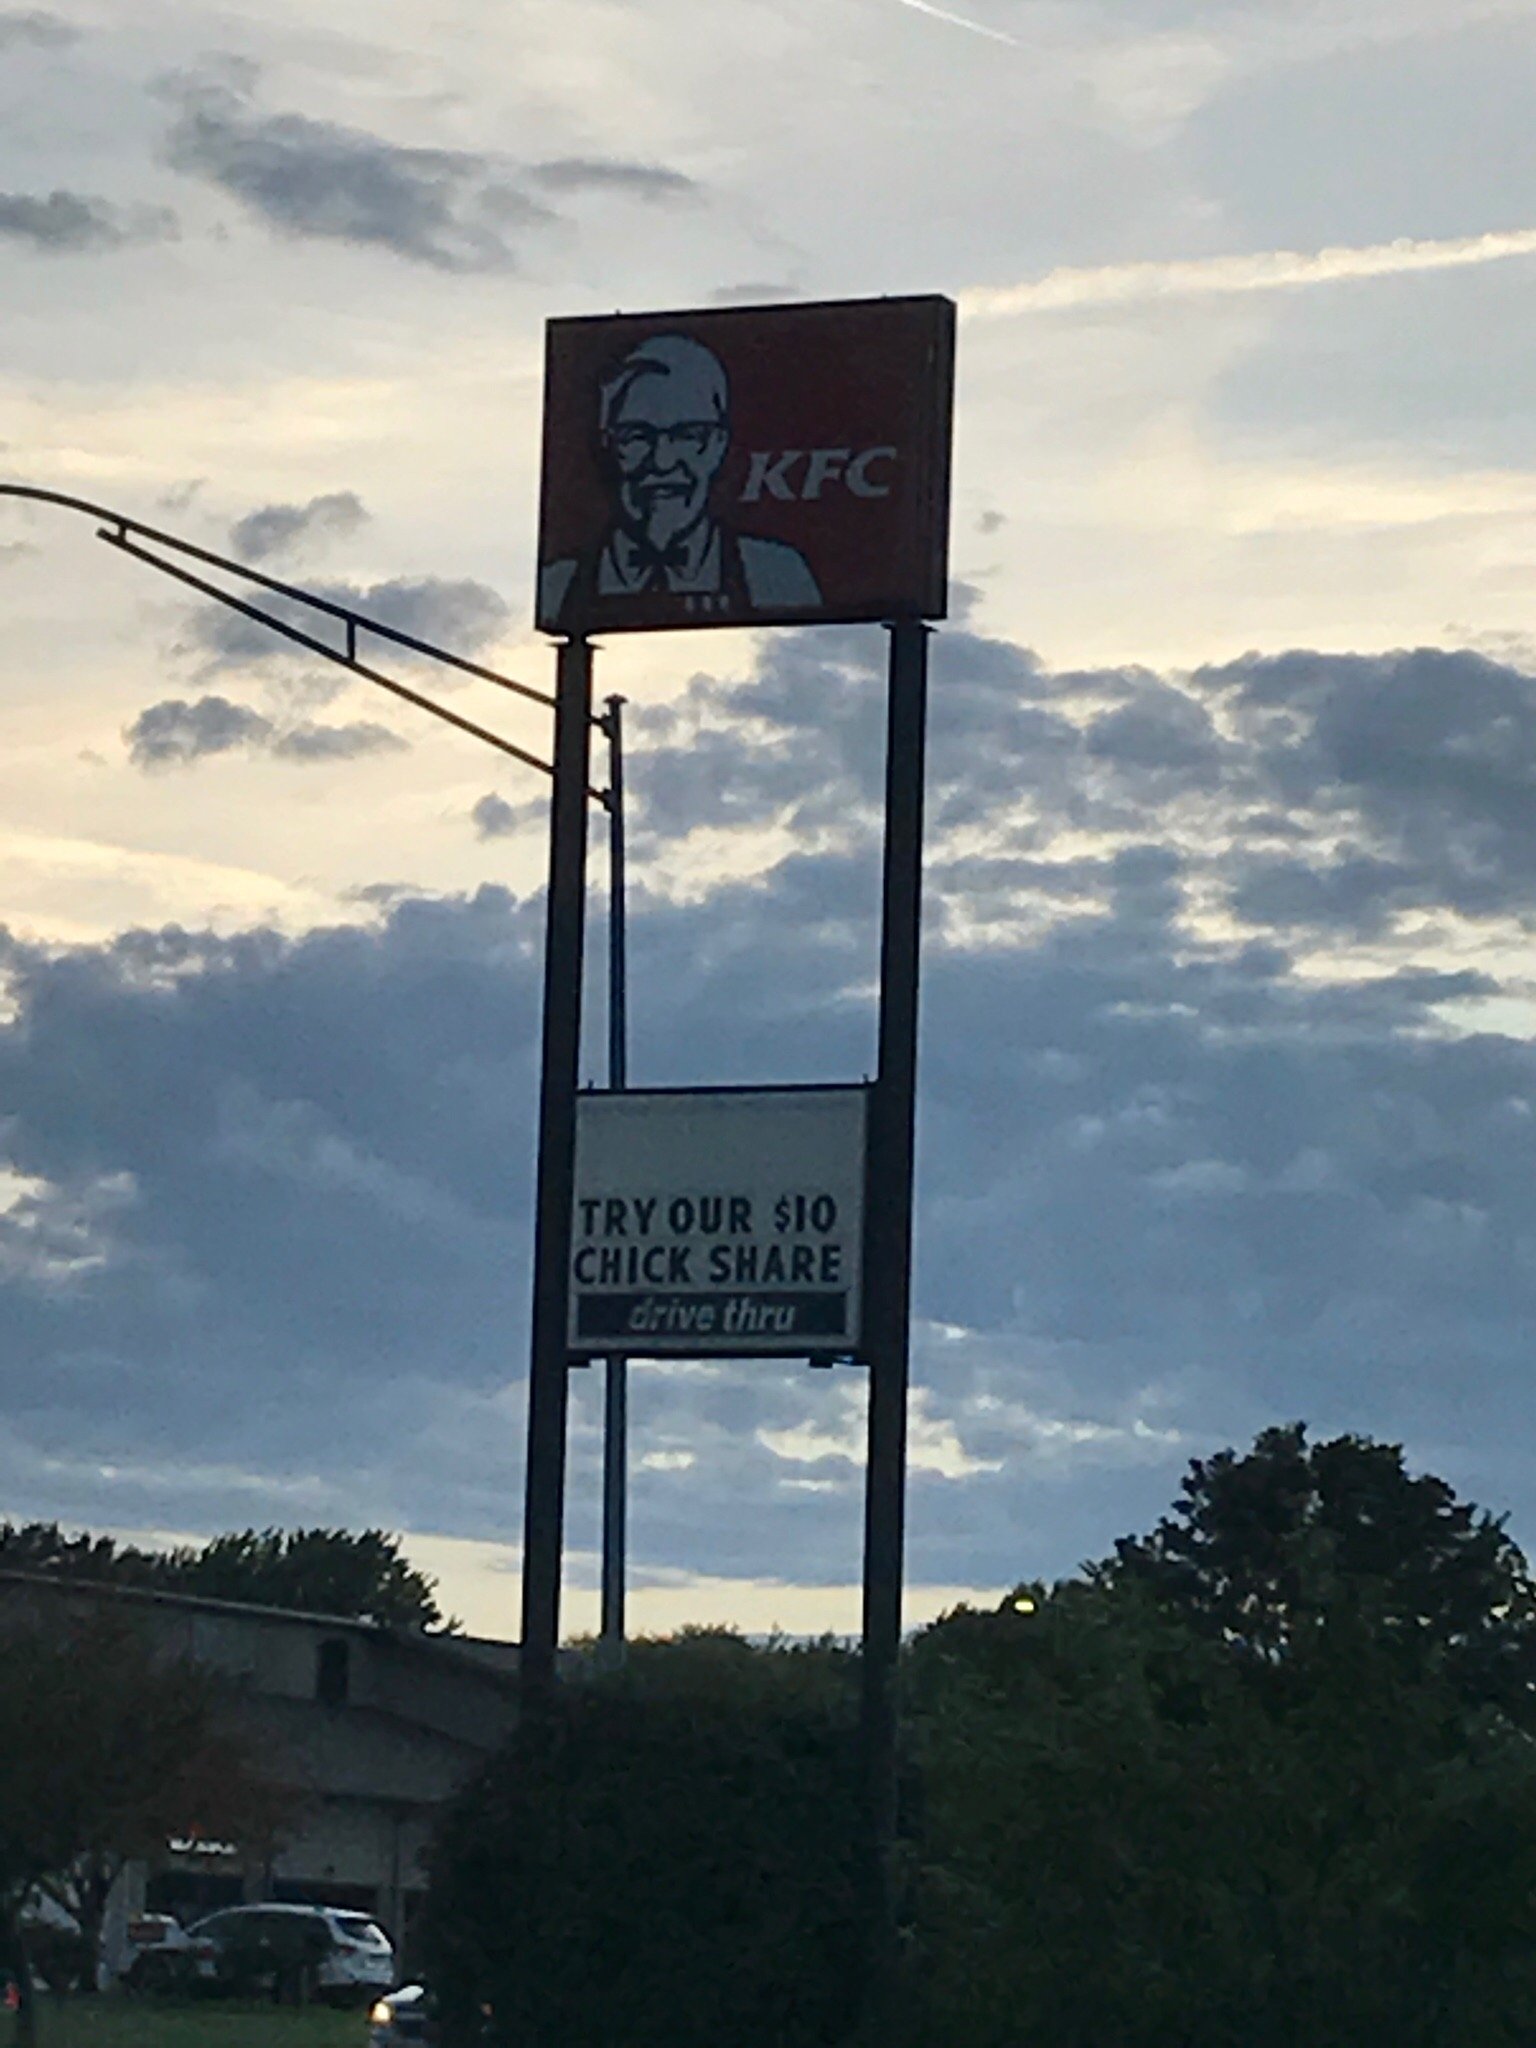 KFC
TRY OUR $10
CHICK SHARE
drive thru